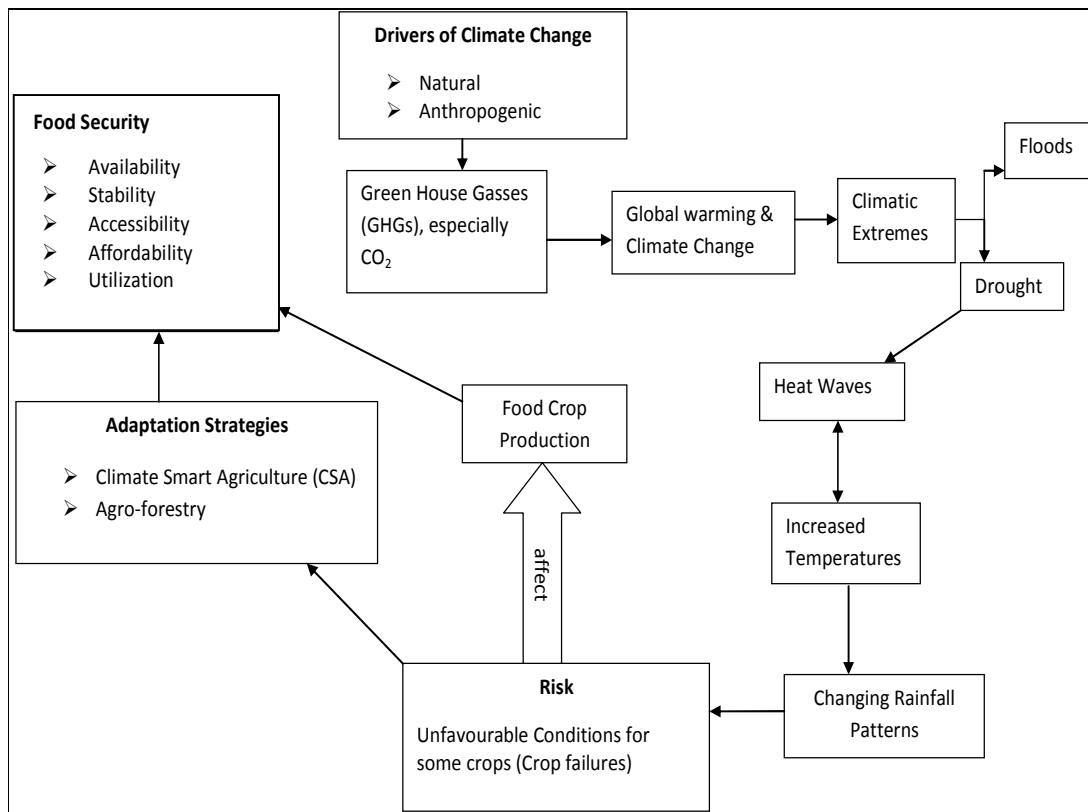 Drivers of Climate Change
➢ Natural
➢ Anthropogenic
Food Security
➢ Availability
➢ Stability
➢ Accessibility
➢ Affordability
➢ Utilization
Green House Gasses
(GHGs), especially
CO₂
Global warming &
Climate Change
Climatic
Extremes
Floods
Drought
Heat Waves
Increased
Temperatures
Changing Rainfall
Patterns
Risk
Unfavourable Conditions for
some crops (Crop failures)
affect
Food Crop
Production
Adaptation Strategies
➢ Climate Smart Agriculture (CSA)
➢ Agro-forestry